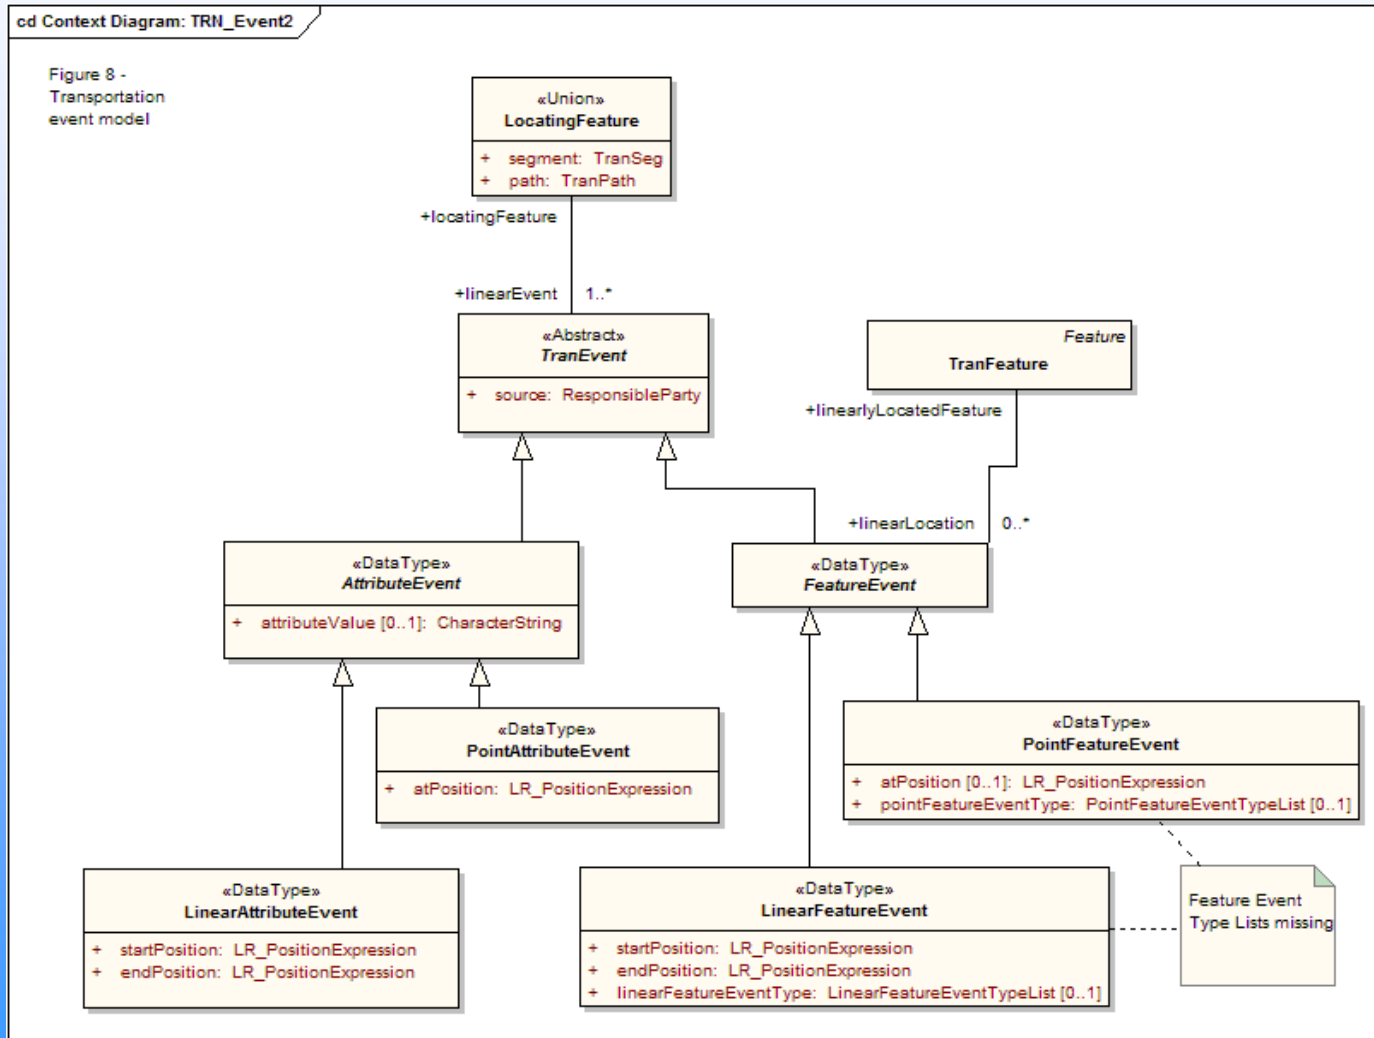 cd Context Diagram: TRN_Event2
Figure 8 -
Transportation
event model
«Union»
LocatingFeature
+ segment: TranSeg
+ path: TranPath
+locatingFeature
+linearEvent 1..*
«Abstract»
TranEvent
+ source: ResponsibleParty
Feature
TranFeature
+linearlyLocatedFeature
+linearLocation 0..*
«DataType»
AttributeEvent
+ attributeValue [0..1]: CharacterString
«DataType»
FeatureEvent
«DataType»
PointAttributeEvent
+ atPosition: LR_PositionExpression
«DataType»
PointFeatureEvent
+ atPosition [0..1]: LR_PositionExpression
+ pointFeatureEventType: PointFeatureEventTypeList [0..1]
«DataType»
LinearAttributeEvent
+ startPosition: LR_PositionExpression
+ endPosition: LR_PositionExpression
«DataType»
LinearFeatureEvent
+ startPosition: LR_PositionExpression
+ endPosition: LR_PositionExpression
+ linearFeatureEventType: LinearFeatureEventTypeList [0..1]
Feature Event
Type Lists missing